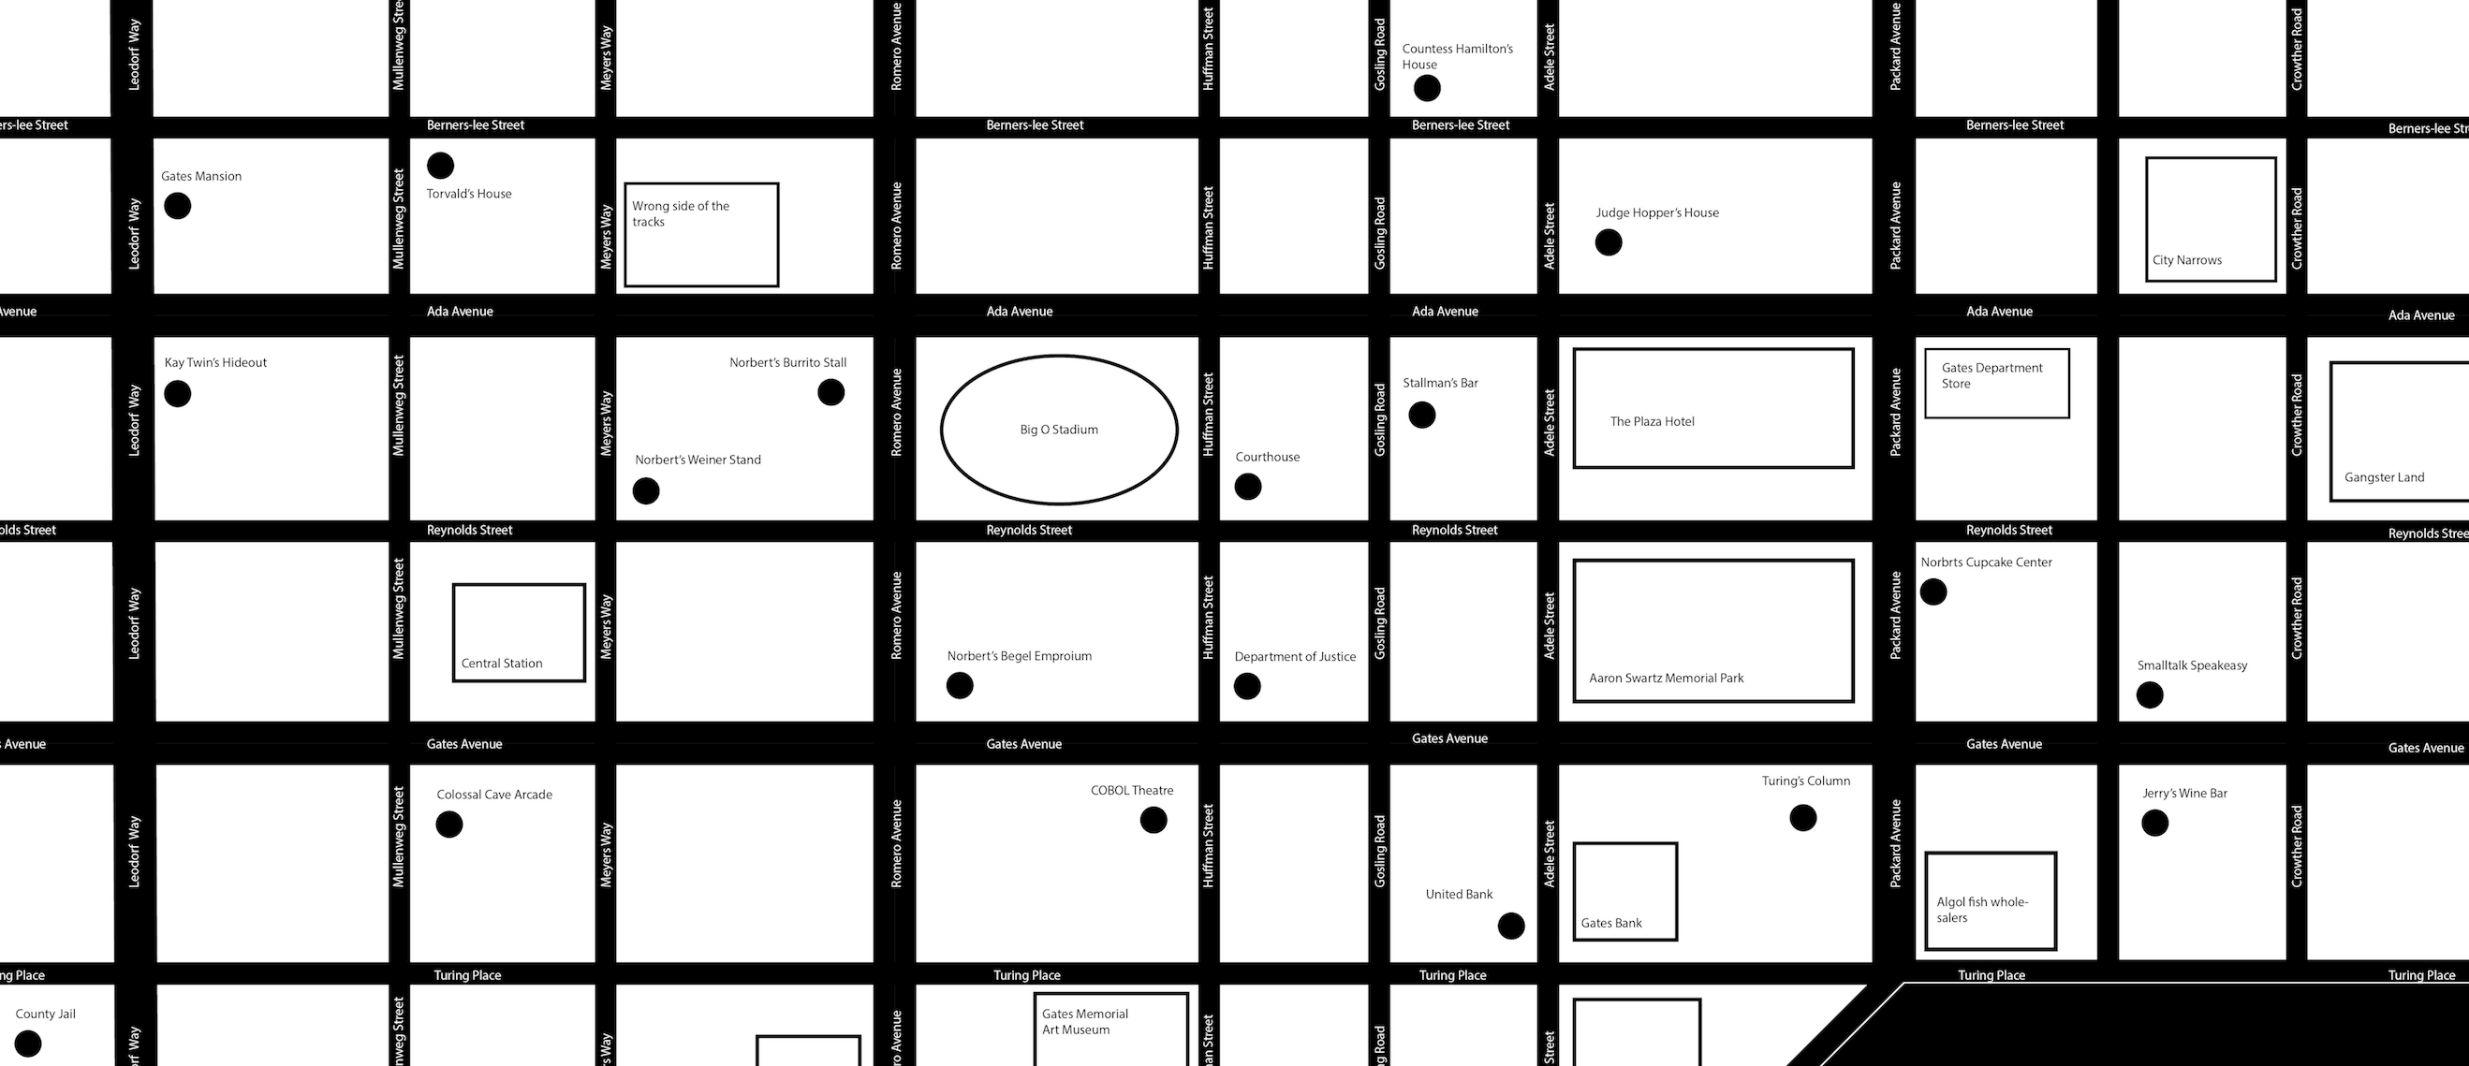 Leodorf Way
Mullenweg Stree
Meyers Way
Romero Avenue
Huffman Street
Gosling Road
Countess Hamilton's
House
Adele Street
Packard Avenue
Crowther Road
ers-lee Street
Berners-lee Street
Berners-lee Street
Berners-lee Street
Berners-lee Street
Berners-lee Str
Leodorf Way
Gates Mansion
Mullenweg Street
Torvald's House
Meyers Way
Wrong side of the
tracks
Romero Avenue
Huffman Street
Gosling Road
Adele Street
Judge Hopper's House
Packard Avenue
City Narrows
Crowther Road
Avenue
Ada Avenue
Ada Avenue
Ada Avenue
Ada Avenue
Ada Avenue
Leodorf Way
Kay Twin's Hideout
Mullenweg Street
Meyers Way
Norbert's Burrito Stall
Norbert's Weiner Stand
Romero Avenue
Big O Stadium
Huffman Street
Courthouse
Gosling Road
Stallman's Bar
Adele Street
The Plaza Hotel
Packard Avenue
Gates Department
Store
Crowther Road
Gangster Land
olds Street
Reynolds Street
Reynolds Street
Reynolds Street
Reynolds Street
Reynolds Stree
Leodorf Way
Mullenweg Street
Central Station
Meyers Way
Romero Avenue
Norbert's Begel Emproium
Huffman Street
Department of Justice
Gosling Road
Adele Street
Aaron Swartz Memorial Park
Packard Avenue
Norbrts Cupcake Center
Smalltalk Speakeasy
Crowther Road
s Avenue
Gates Avenue
Gates Avenue
Gates Avenue
Gates Avenue
Gates Avenue
Leodorf Way
Mullenweg Street
Colossal Cave Arcade
Meyers Way
Romero Avenue
COBOL Theatre
Huffman Street
Gosling Road
United Bank
Adele Street
Gates Bank
Turing's Column
Packard Avenue
Algol fish whole-
salers
Jerry's Wine Bar
Crowther Road
ng Place
Turing Place
Turing Place
Turing Place
Turing Place
Turing Place
County Jail
orf Way
nweg Street
rs Way
ro Avenue
Gates Memorial
Art Museum
man Street
ng Road
Street